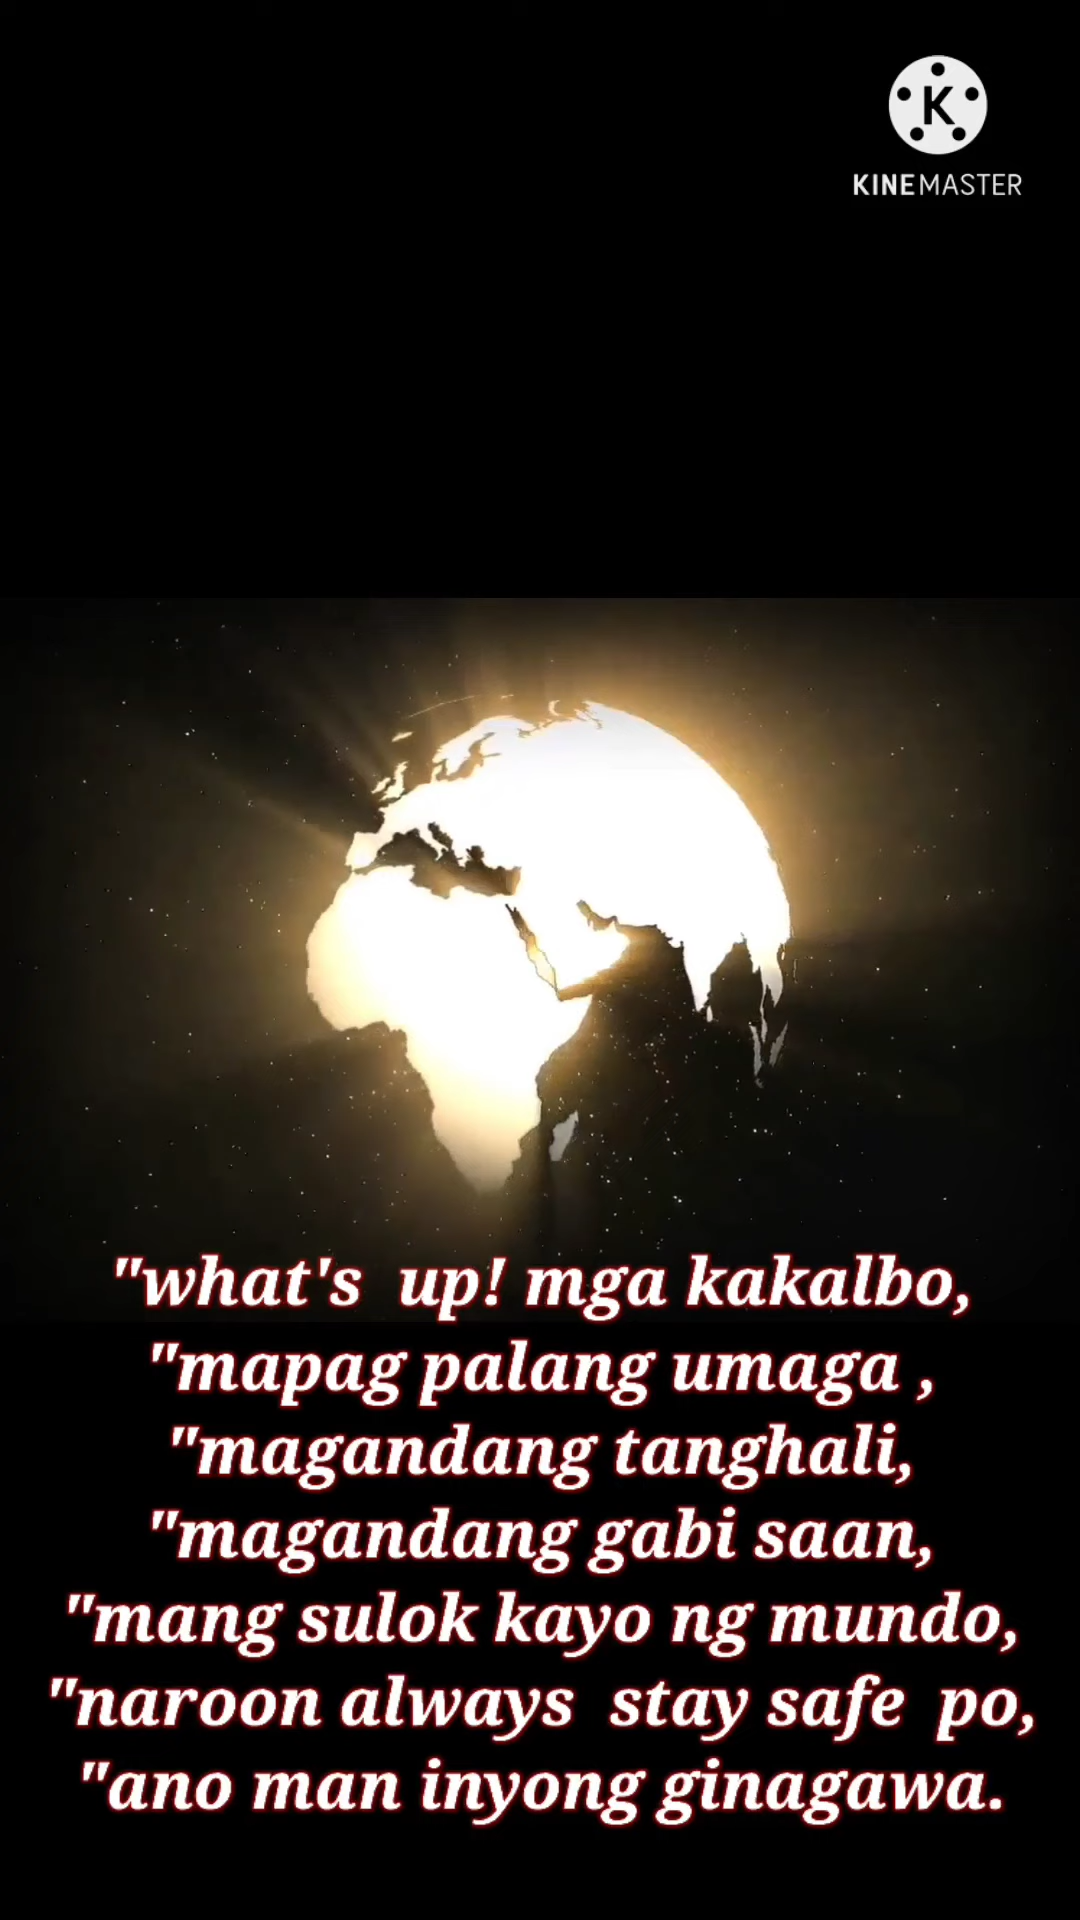 K
KINEMASTER
"what's up! mga kakalbo,
"mapag palang umaga ,
"magandang tanghali,
"magandang gabi saan,
"mang sulok kayo ng mundo,
"naroon always stay safe po,
"ano man inyong ginagawa.